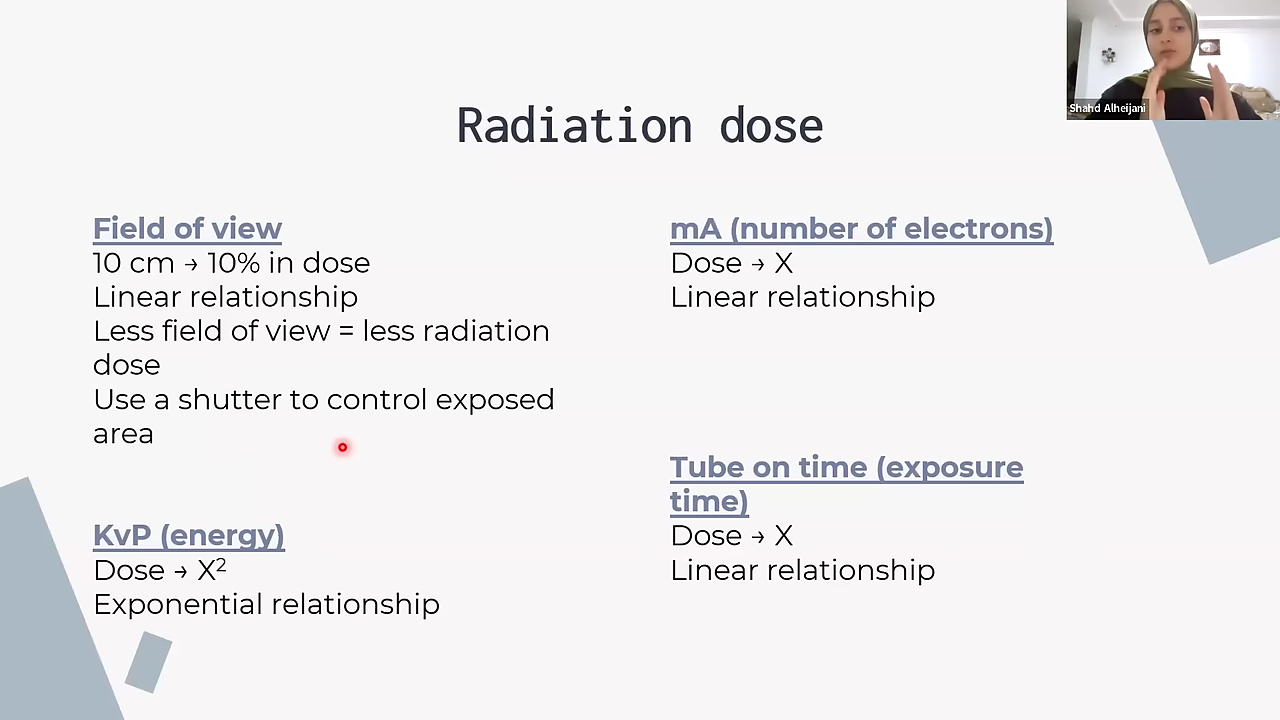 Shahd Alheijani
Radiation dose
Field of view
10 cm → 10% in dose
Linear relationship
Less field of view = less radiation
dose
Use a shutter to control exposed
area
KvP (energy)
Dose → X²
Exponential relationship
mA (number of electrons)
Dose → X
Linear relationship
Tube on time (exposure
time)
Dose → X
Linear relationship